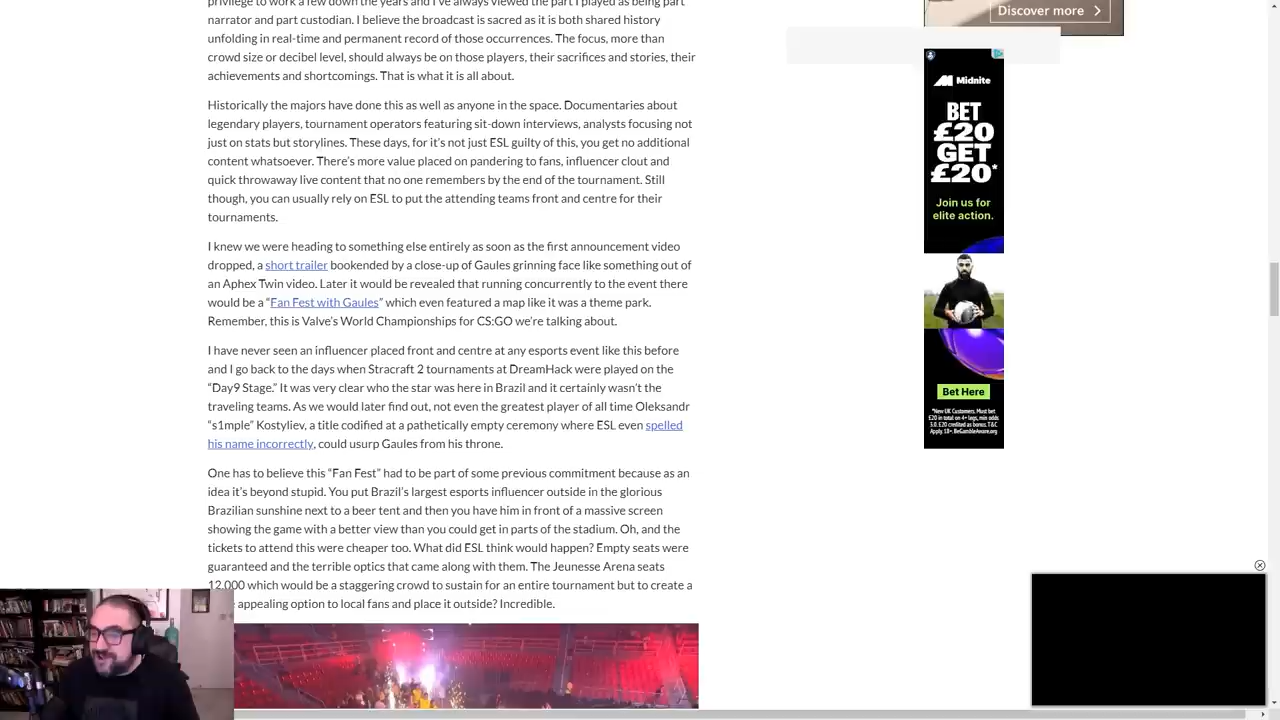 privilege to work a few down the years and I've always viewed the part I played as being part
narrator and part custodian. I believe the broadcast is sacred as it is both shared history
unfolding in real-time and permanent record of those occurrences. The focus, more than
crowd size or decibel level, should always be on those players, their sacrifices and stories, their
achievements and shortcomings. That is what it is all about.
Historically the majors have done this as well as anyone in the space. Documentaries about
legendary players, tournament operators featuring sit-down interviews, analysts focusing not
just on stats but storylines. These days, for it's not just ESL guilty of this, you get no additional
content whatsoever. There's more value placed on pandering to fans, influencer clout and
quick throwaway live content that no one remembers by the end of the tournament. Still
though, you can usually rely on ESL to put the attending teams front and centre for their
tournaments.
I knew we were heading to something else entirely as soon as the first announcement video
dropped, a short trailer bookended by a close-up of Gaules grinning face like something out of
an Aphex Twin video. Later it would be revealed that running concurrently to the event there
would be a “Fan Fest with Gaules” which even featured a map like it was a theme park.
Remember, this is Valve's World Championships for CS:GO we're talking about.
I have never seen an influencer placed front and centre at any esports event like this before
and I go back to the days when Stracraft 2 tournaments at DreamHack were played on the
“Day9 Stage.” It was very clear who the star was here in Brazil and it certainly wasn't the
traveling teams. As we would later find out, not even the greatest player of all time Oleksandr
“s1mple” Kostyliev, a title codified at a pathetically empty ceremony where ESL even spelled
his name incorrectly, could usurp Gaules from his throne.
One has to believe this “Fan Fest” had to be part of some previous commitment because as an
idea it's beyond stupid. You put Brazil's largest esports influencer outside in the glorious
Brazilian sunshine next to a beer tent and then you have him in front of a massive screen
showing the game with a better view than you could get in parts of the stadium. Oh, and the
tickets to attend this were cheaper too. What did ESL think would happen? Empty seats were
guaranteed and the terrible optics that came along with them. The Jeunesse Arena seats
12,000 which would be a staggering crowd to sustain for an entire tournament but to create a
appealing option to local fans and place it outside? Incredible.
Discover more
Midnite
BET
£20
GET
£20*
Join us for
elite action.
Bet Here
*New UK Customers. Must bet
£20 in total on 4+ legs, min odds
3.0. £20 credited as bonus. T&C
Apply. 18+. BeGambleAware.org